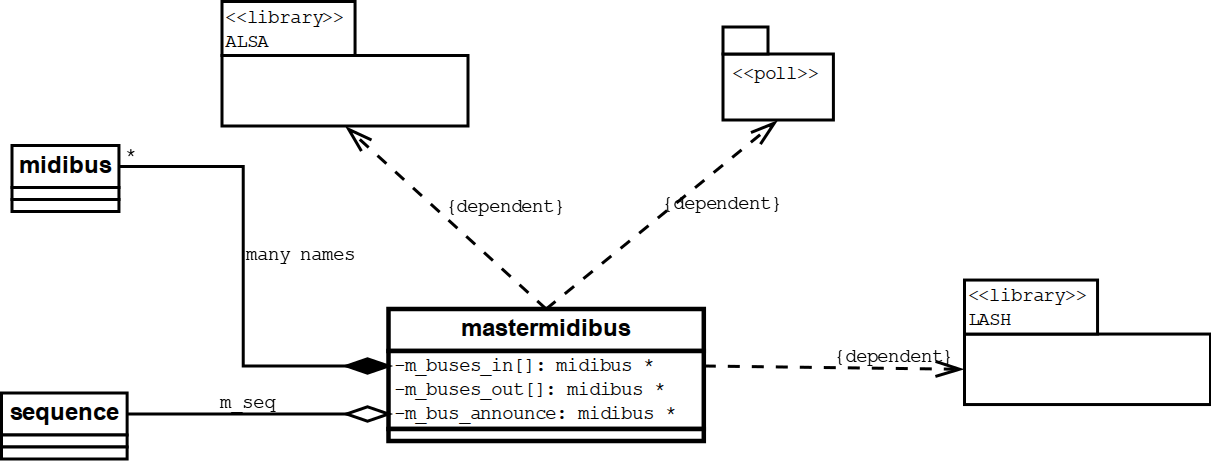 <<library>>
ALSA
<<poll>>
midibus
*
{dependent}
{dependent}
many names
<<library>>
LASH
mastermidibus
{dependent}
-m_buses_in[]: midibus *
-m_buses_out[]: midibus *
-m_bus_announce: midibus *
m_seq
sequence